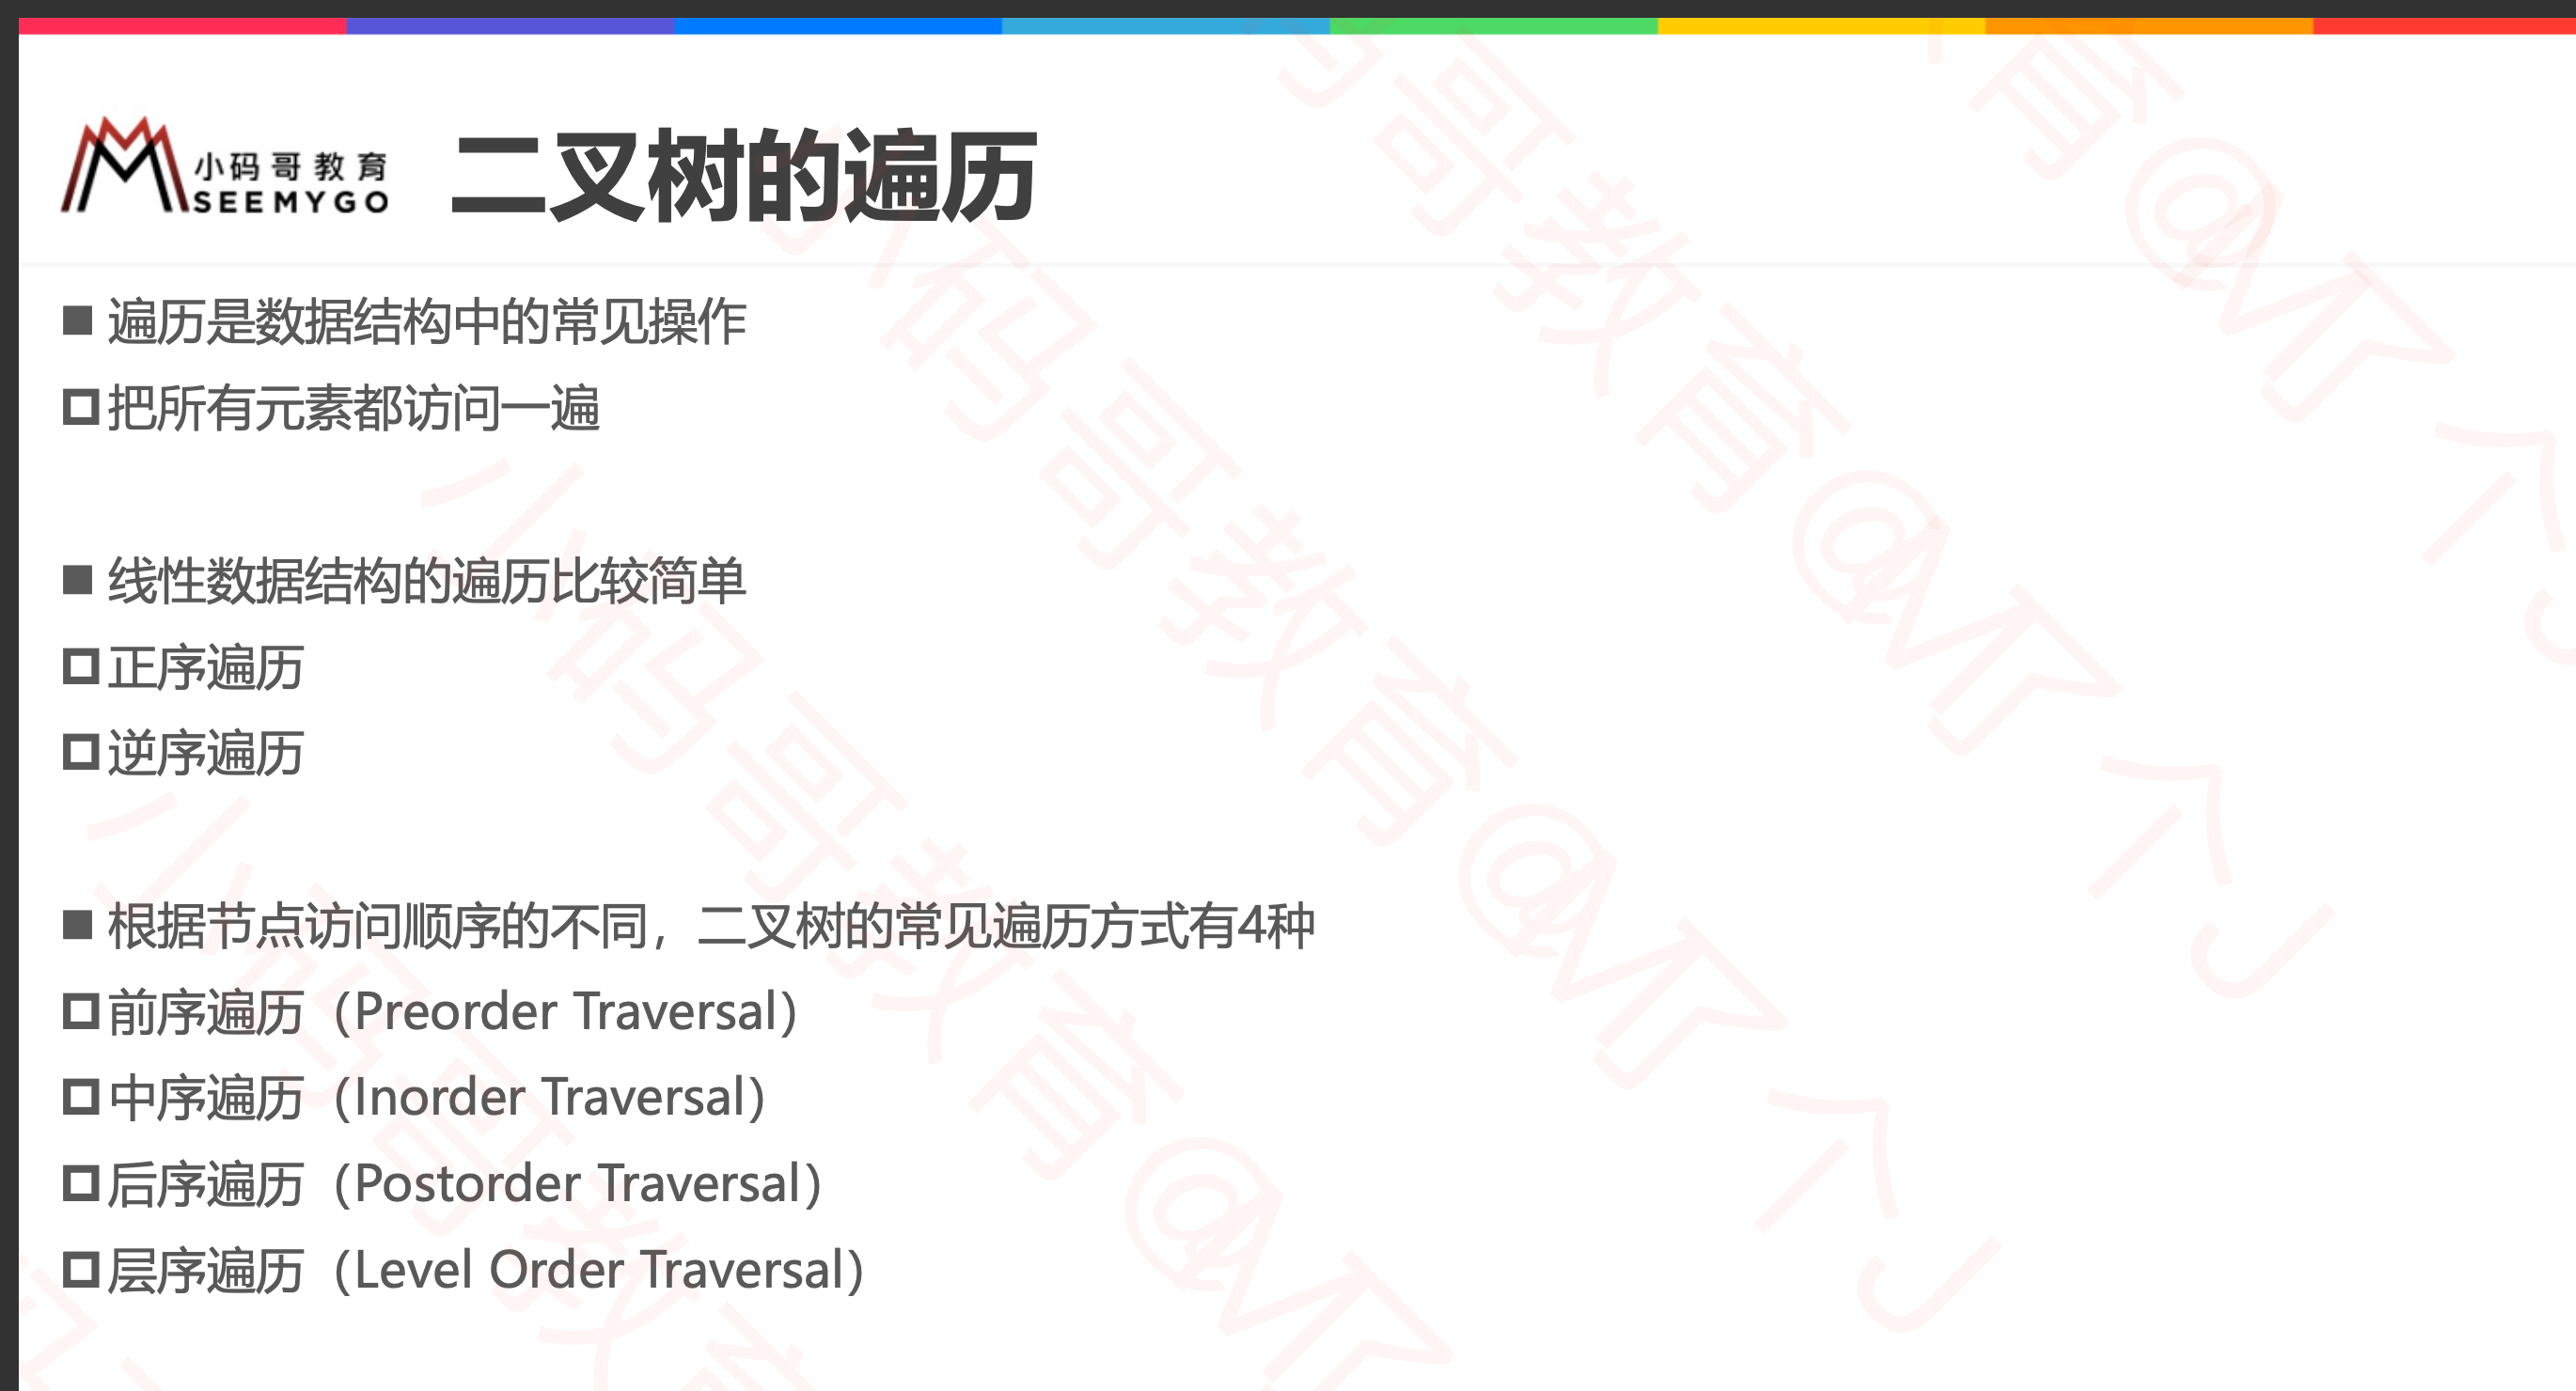 小码哥教育
SEEMYGO
二叉树的遍历
遍历是数据结构中的常见操作
把所有元素都访问一遍
线性数据结构的遍历比较简单
正序遍历
逆序遍历
根据节点访问顺序的不同，二叉树的常见遍历方式有4种
前序遍历（Preorder Traversal）
中序遍历（Inorder Traversal）
后序遍历（Postorder Traversal）
层序遍历（Level Order Traversal）